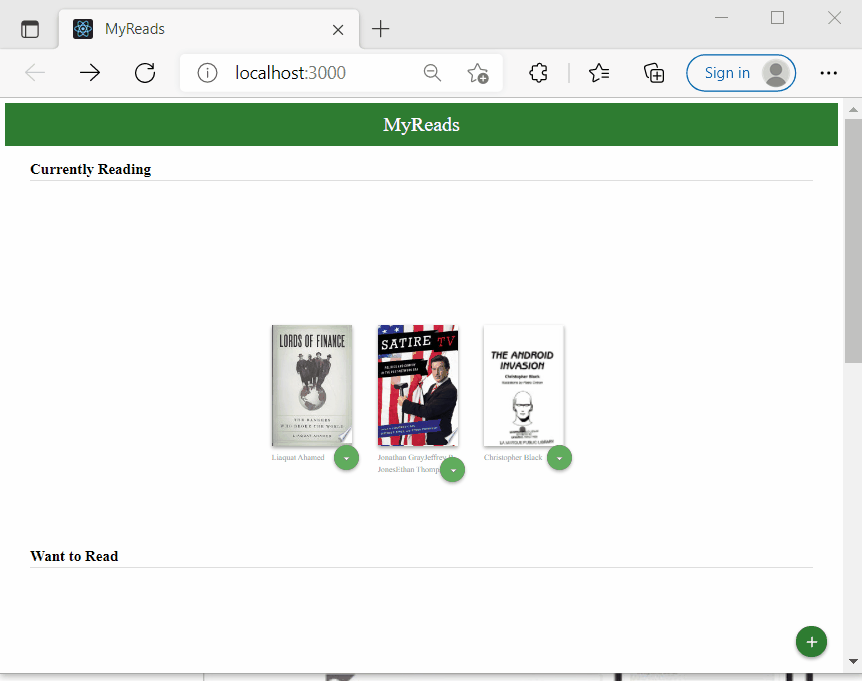 MyReads
localhost:3000
Sign in
MyReads
Currently Reading
LORDS OF FINANCE
THE BANKERS
WHO BROKE THE WORLD
LIAQUAT AHAMED
SATIRE TV
THE ANDROID
INVASION
Christopher Black
Liaquat Ahamed
Jonathan GrayJeffrey P.
JonesEthan Thomp
Christopher Black
Want to Read